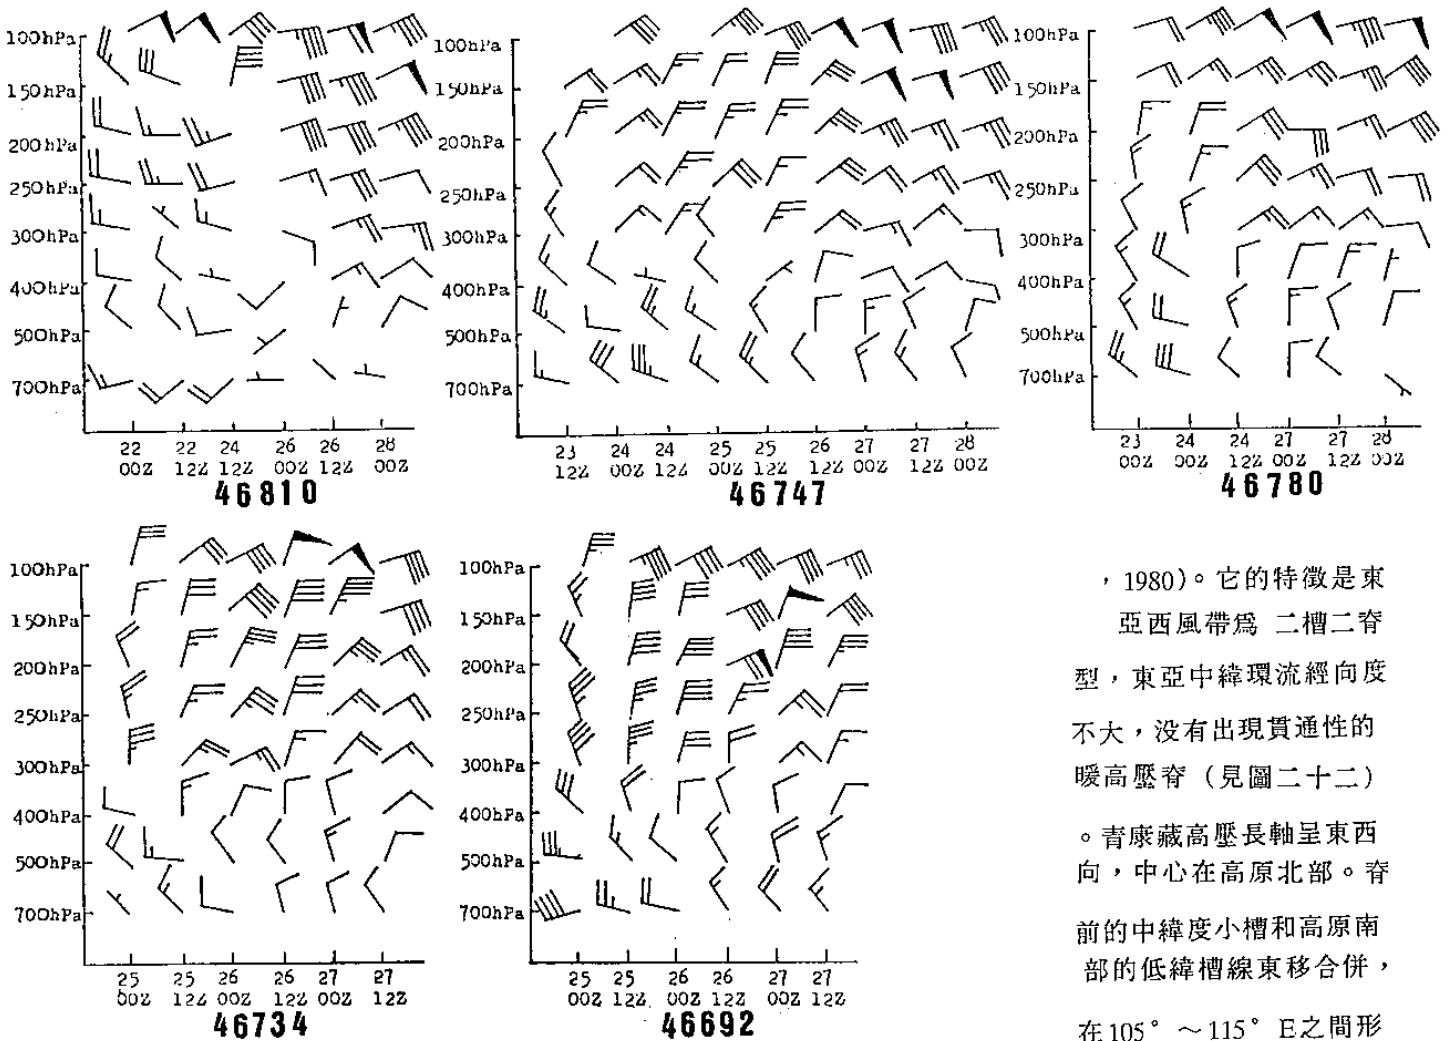 100hPa
150hPa
200hPa
250hPa
300hPa
400hPa
500hPa
700hPa
22 22 24 26 26 28
00Z 12Z 12Z 00Z 12Z 00Z
46810
100hPa
150hPa
200hPa
250hPa
300hPa
400hPa
500hPa
700hPa
23 24 24 25 25 26 27 27 28
12Z 00Z 12Z 00Z 12Z 12Z 00Z 12Z 00Z
46747
100hPa
150hPa
200hPa
250hPa
300hPa
400hPa
500hPa
700hPa
23 24 24 27 27 28
00Z 00Z 12Z 00Z 12Z 00Z
46780
100hPa
150hPa
200hPa
250hPa
300hPa
400hPa
500hPa
700hPa
25 25 26 26 27 27
00Z 12Z 00Z 12Z 00Z 12Z
46734
100hPa
150hPa
200hPa
250hPa
300hPa
400hPa
500hPa
700hPa
25 25 26 26 27 27
00Z 12Z 00Z 12Z 00Z 12Z
46692
，1980)。它的特徵是東
亞西風帶爲 二槽二脊
型，東亞中緯環流經向度
不大，没有出現貫通性的
暖高壓脊（見圖二十二）
。青康藏高壓長軸呈東西
向，中心在高原北部。脊
前的中緯度小槽和高原南
部的低緯槽線東移合併，
在105°～115°E之間形